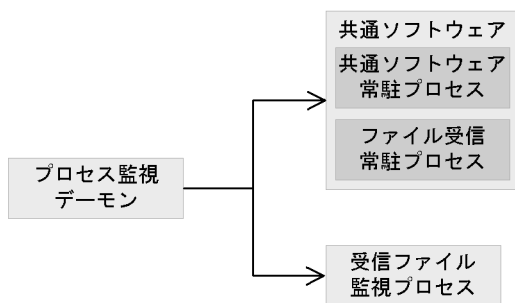 共通ソフトウェア
共通ソフトウェア
常駐プロセス
ファイル受信
常駐プロセス
プロセス監視
デーモン
受信ファイル
監視プロセス